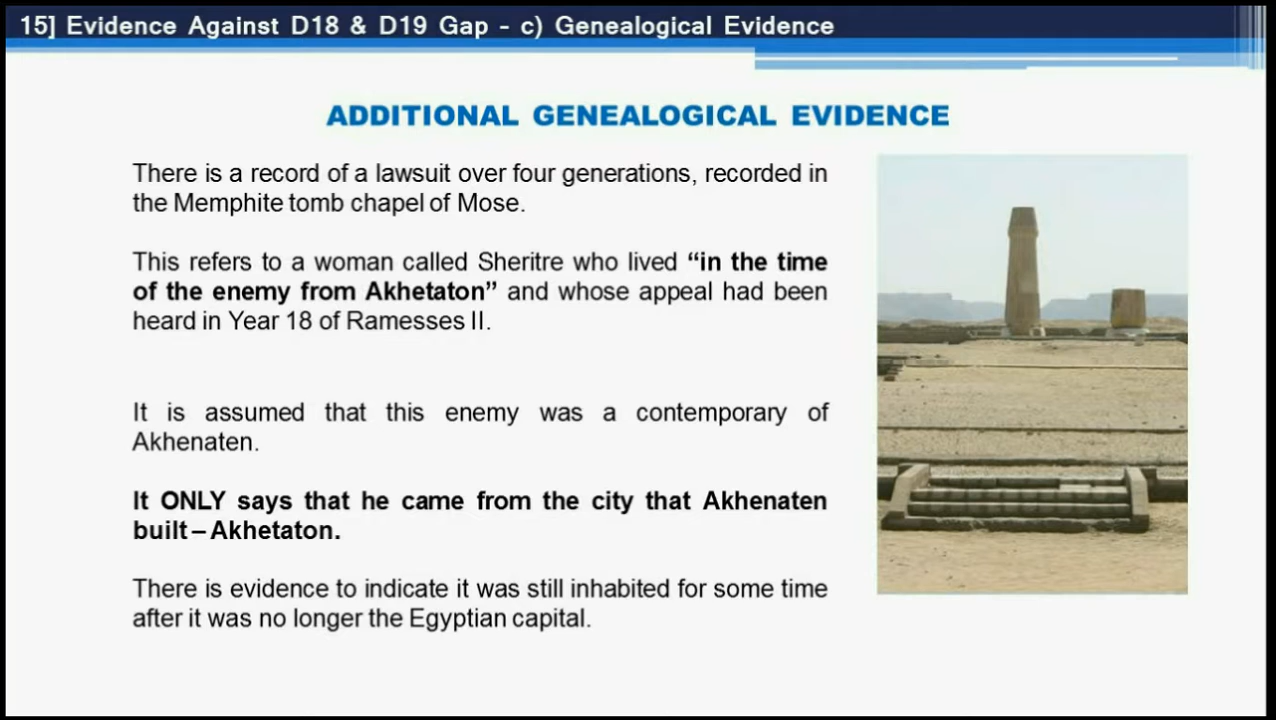 15] Evidence Against D18 & D19 Gap - c) Genealogical Evidence
ADDITIONAL GENEALOGICAL EVIDENCE
There is a record of a lawsuit over four generations, recorded in
the Memphite tomb chapel of Mose.
This refers to a woman called Sheritre who lived “in the time
of the enemy from Akhetaton” and whose appeal had been
heard in Year 18 of Ramesses II.
It is assumed that this enemy was a contemporary of
Akhenaten.
It ONLY says that he came from the city that Akhenaten
built – Akhetaton.
There is evidence to indicate it was still inhabited for some time
after it was no longer the Egyptian capital.